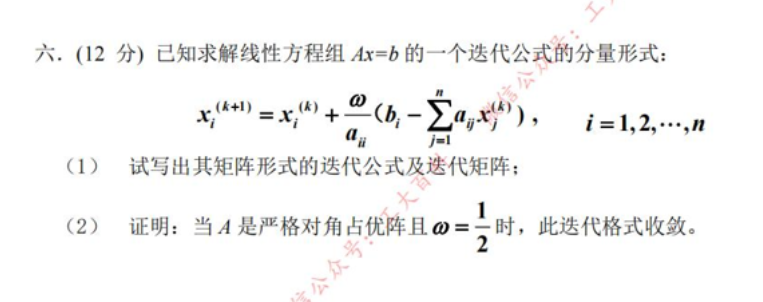 六．(12 分) 已知求解线性方程组 Ax=b 的一个迭代公式的分量形式：
x_i^{(k+1)} = x_i^{(k)} + \frac{ω}{a_{ii}} (b_i − \sum_{j=1}^{n} a_{ij} x_j^{(k)}) ， i = 1,2,⋯,n
（1） 试写出其矩阵形式的迭代公式及迭代矩阵；
（2） 证明：当 A 是严格对角占优阵且 ω = \frac{1}{2} 时，此迭代格式收敛。